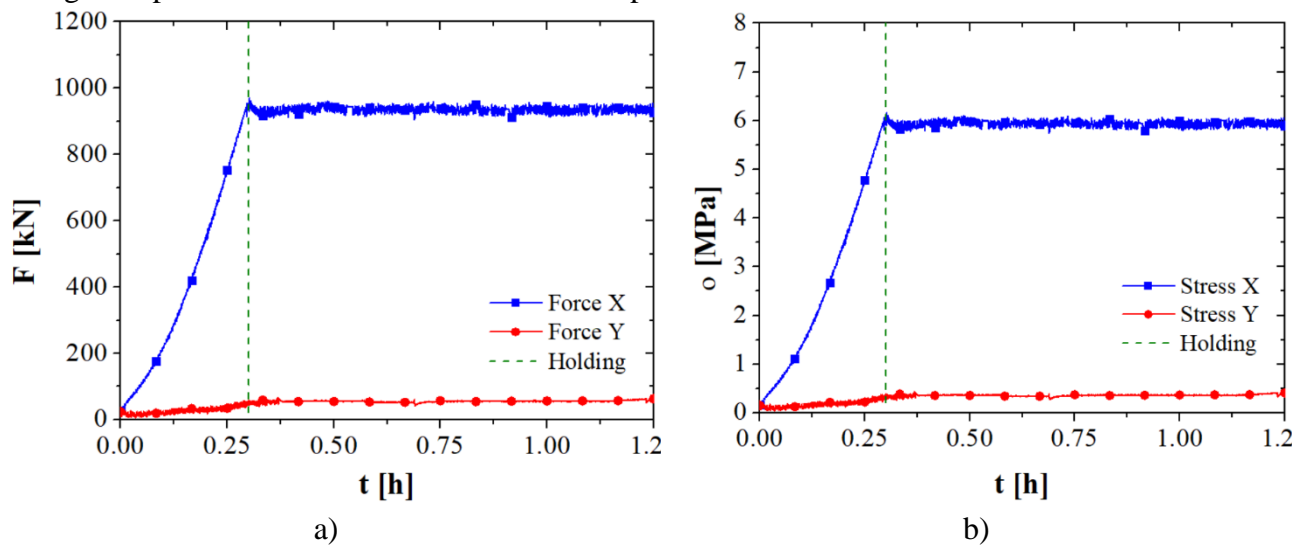 1200
1000
800
600
400
200
0
F [kN]
Force X
Force Y
Holding
0.00 0.25 0.50 0.75 1.00 1.2
t [h]
a)
8
7
6
5
4
3
2
1
0
σ [MPa]
Stress X
Stress Y
Holding
0.00 0.25 0.50 0.75 1.00 1.2
t [h]
b)